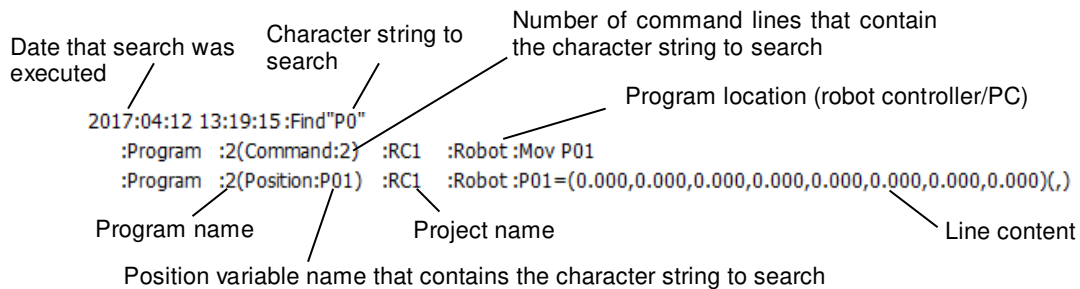 Number of command lines that contain
the character string to search
Date that search was
executed
Character string to
search
Program location (robot controller/PC)
2017:04:12 13:19:15 :Find"P0"
:Program :2(Command:2) :RC1 :Robot :Mov P01
:Program :2(Position:P01) :RC1 :Robot :P01=(0.000,0.000,0.000,0.000,0.000,0.000,0.000,0.000)(,)
Program name
Project name
Line content
Position variable name that contains the character string to search